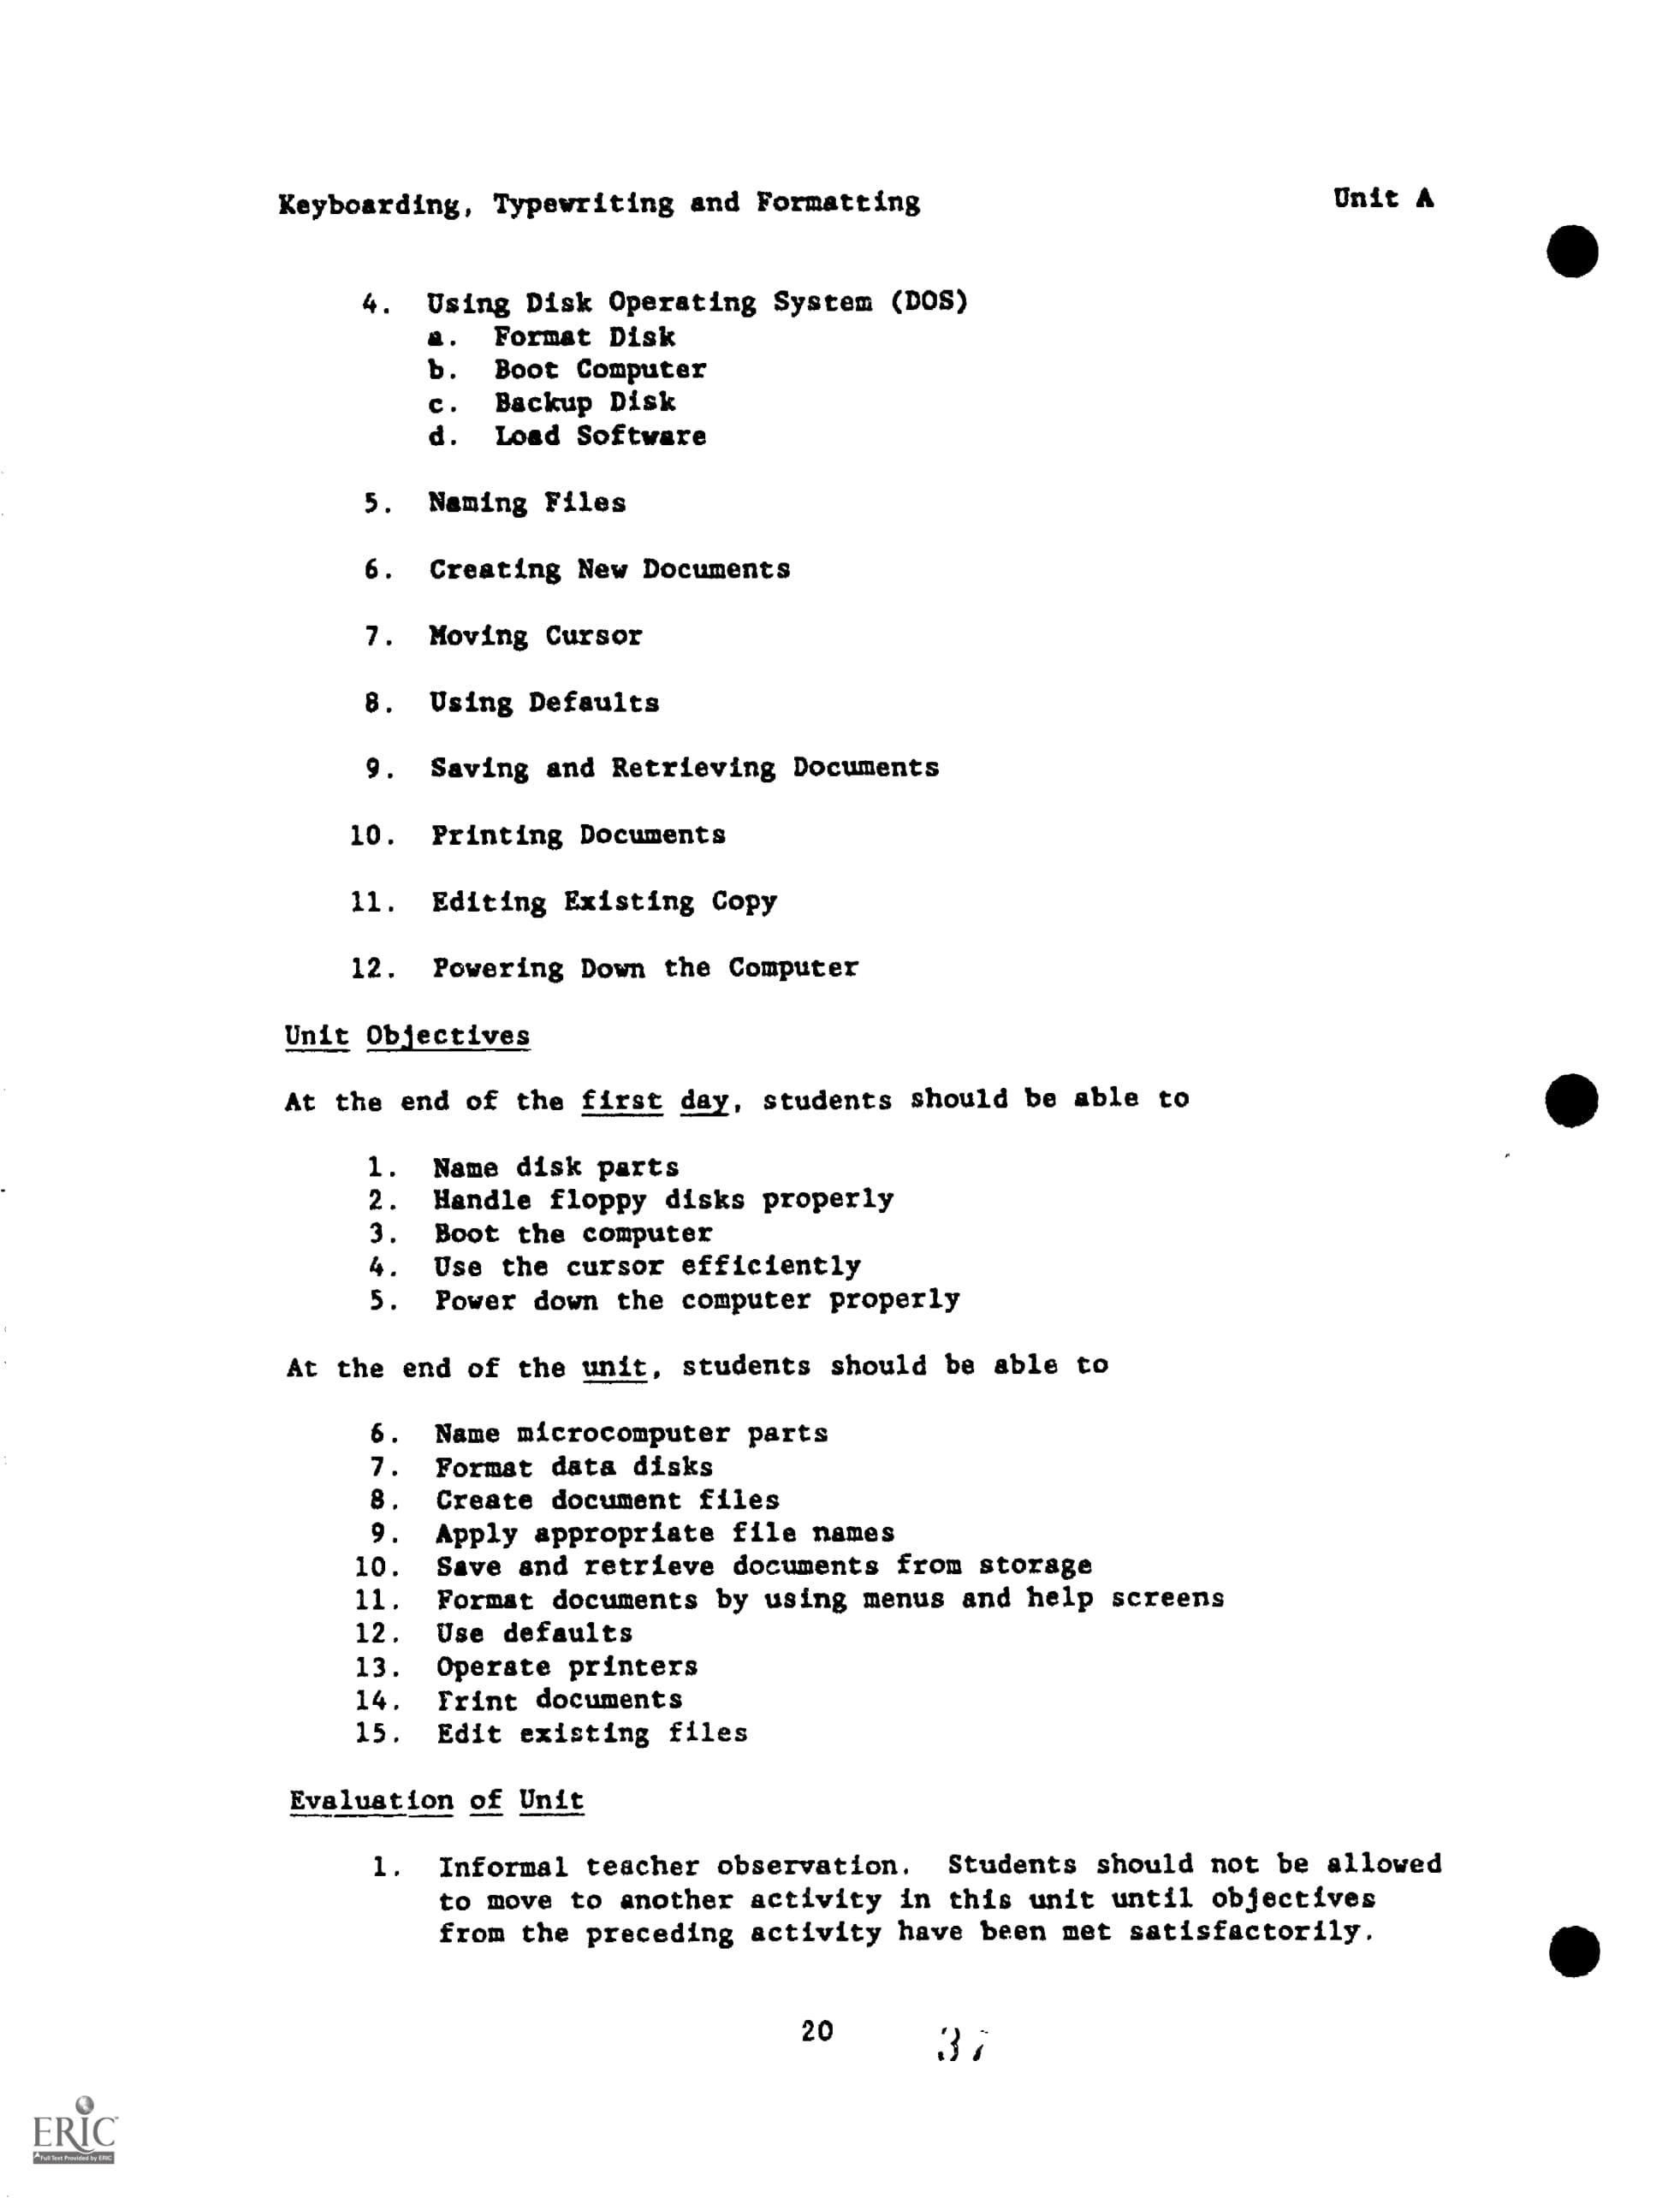 Keyboarding, Typewriting and Formatting Unit A
4. Using Disk Operating System (DOS)
a. Format Disk
b. Boot Computer
c. Backup Disk
d. Load Software
5. Naming Files
6. Creating New Documents
7. Moving Cursor
8. Using Defaults
9. Saving and Retrieving Documents
10. Printing Documents
11. Editing Existing Copy
12. Powering Down the Computer
Unit Objectives
At the end of the first day, students should be able to
1. Name disk parts
2. Handle floppy disks properly
3. Boot the computer
4. Use the cursor efficiently
5. Power down the computer properly
At the end of the unit, students should be able to
6. Name microcomputer parts
7. Format data disks
8. Create document files
9. Apply appropriate file names
10. Save and retrieve documents from storage
11. Format documents by using menus and help screens
12. Use defaults
13. Operate printers
14. Print documents
15. Edit existing files
Evaluation of Unit
1. Informal teacher observation. Students should not be allowed
to move to another activity in this unit until objectives
from the preceding activity have been met satisfactorily.
20
ERIC
Full Text Provided by ERIC